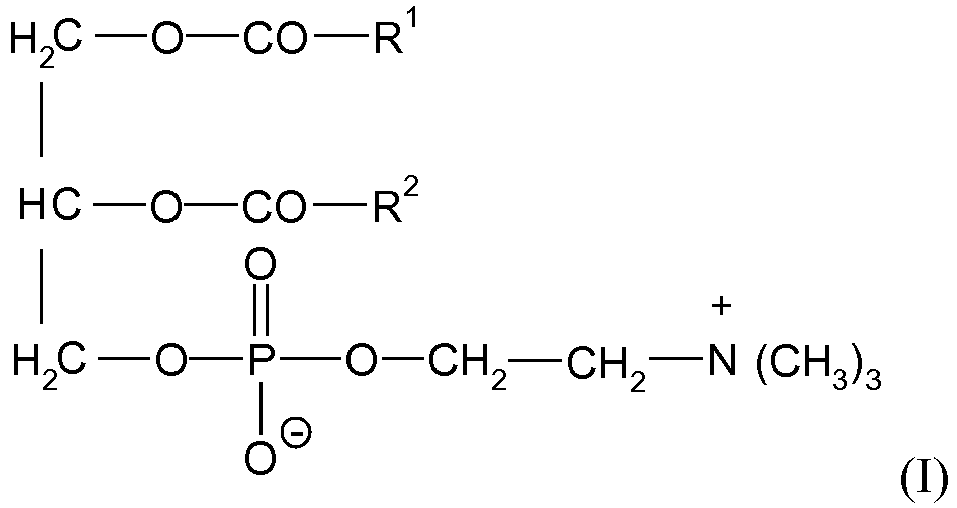 H₂C—O—CO—R¹
HC—O—CO—R²
O
+
H₂C—O—P—O—CH₂—CH₂—N (CH₃)₃
O⊖
(I)